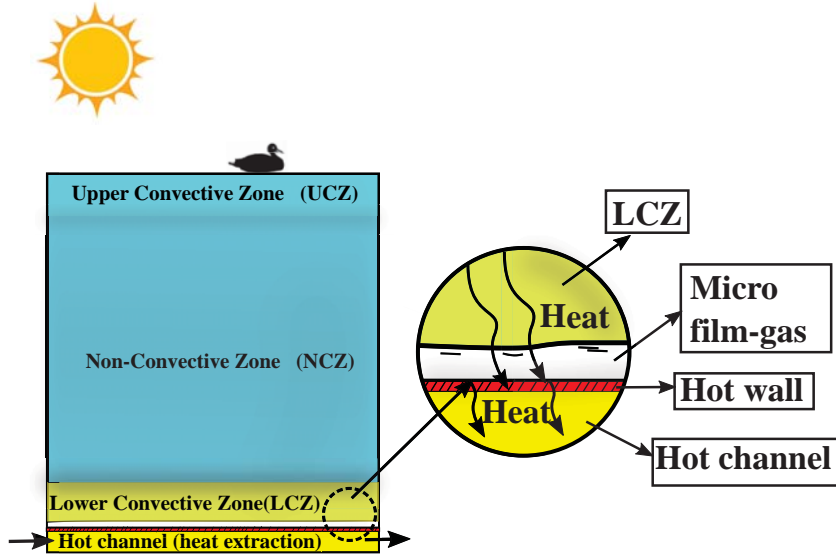 Upper Convective Zone (UCZ)
Non-Convective Zone (NCZ)
Lower Convective Zone(LCZ)
Hot channel (heat extraction)
LCZ
Heat
Micro
film-gas
Hot wall
Heat
Hot channel